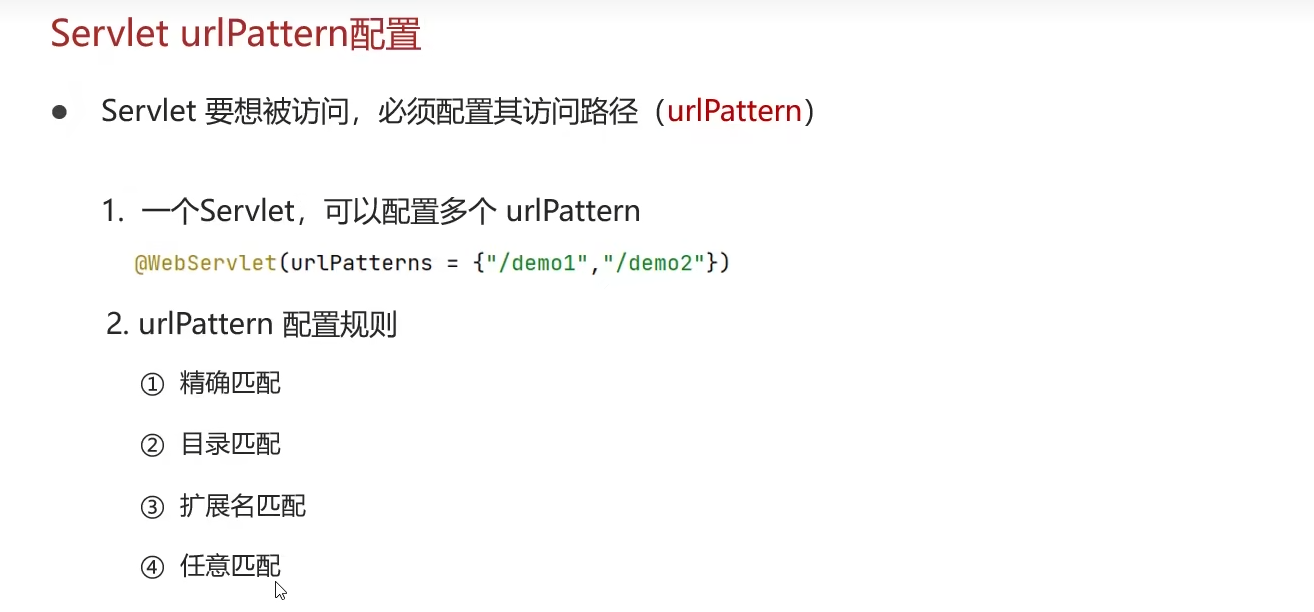 Servlet urlPattern配置
● Servlet 要想被访问，必须配置其访问路径（urlPattern）
1. 一个Servlet，可以配置多个 urlPattern
@WebServlet(urlPatterns = {"/demo1","/demo2"})
2. urlPattern 配置规则
① 精确匹配
② 目录匹配
③ 扩展名匹配
④ 任意匹配